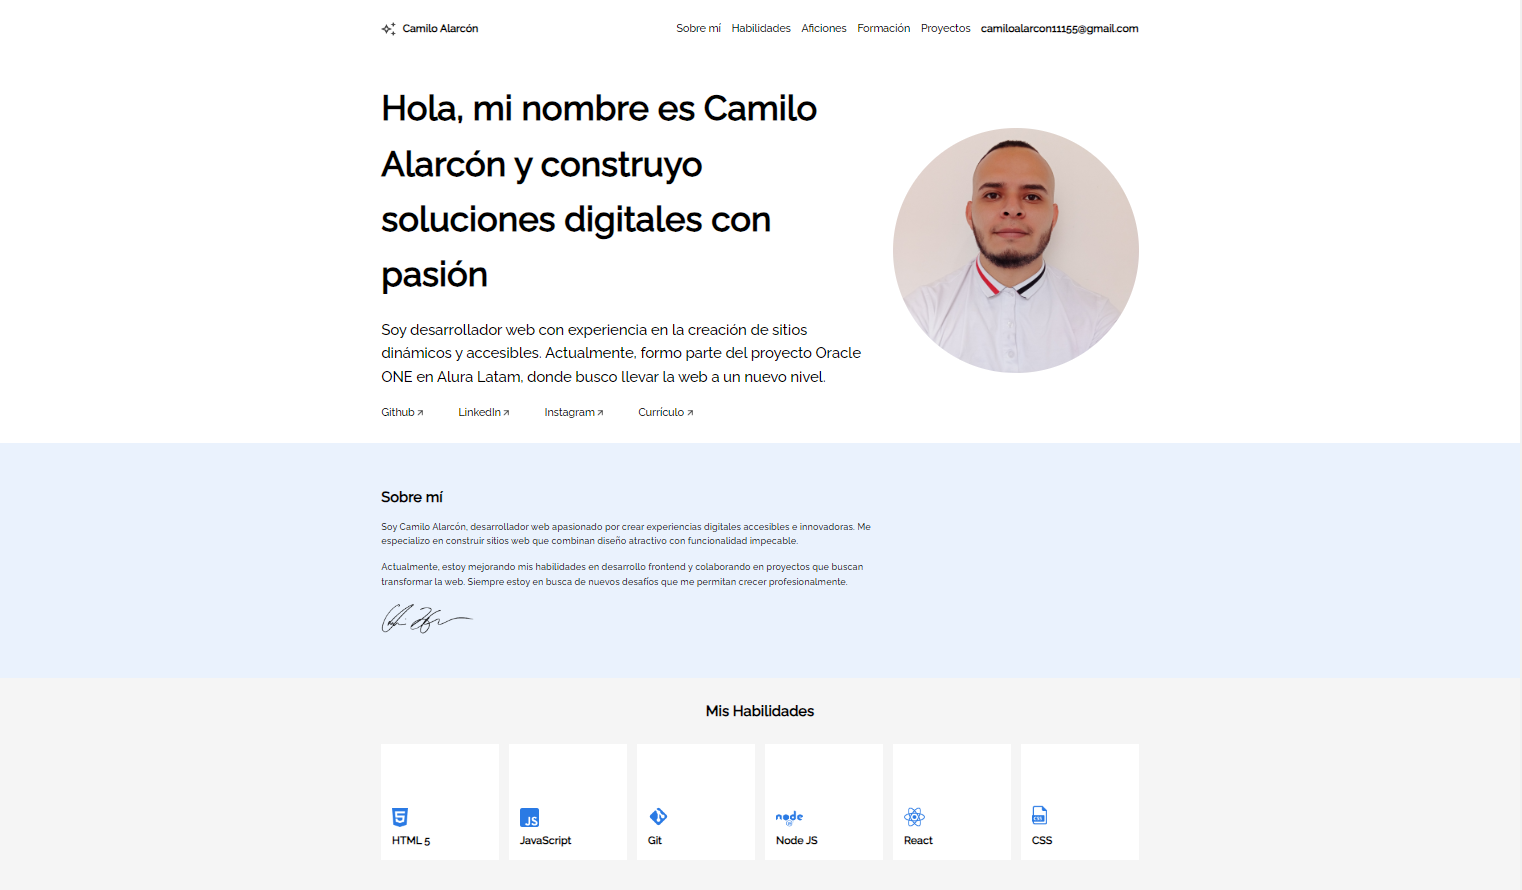 Camilo Alarcón
Sobre mí Habilidades Aficiones Formación Proyectos camiloalarcon11155@gmail.com
Hola, mi nombre es Camilo
Alarcón y construyo
soluciones digitales con
pasión
Soy desarrollador web con experiencia en la creación de sitios
dinámicos y accesibles. Actualmente, formo parte del proyecto Oracle
ONE en Alura Latam, donde busco llevar la web a un nuevo nivel.
Github LinkedIn Instagram Currículo
Sobre mí
Soy Camilo Alarcón, desarrollador web apasionado por crear experiencias digitales accesibles e innovadoras. Me
especializo en construir sitios web que combinan diseño atractivo con funcionalidad impecable.
Actualmente, estoy mejorando mis habilidades en desarrollo frontend y colaborando en proyectos que buscan
transformar la web. Siempre estoy en busca de nuevos desafíos que me permitan crecer profesionalmente.
Mis Habilidades
5 JS node JS CSS
HTML 5 JavaScript Git Node JS React CSS